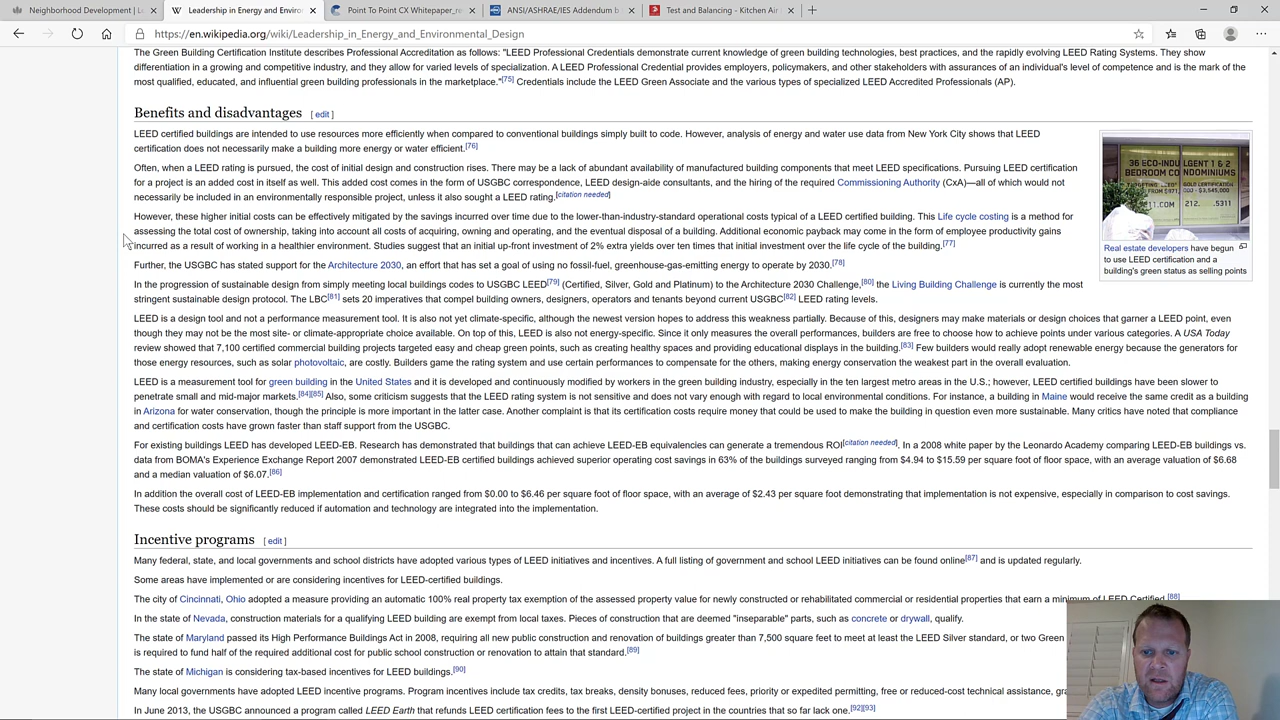 Neighborhood Development | L
Leadership in Energy and Environ
Point To Point CX Whitepaper_re
ANSI/ASHRAE/IES Addendum b
Test and Balancing - Kitchen Air
https://en.wikipedia.org/wiki/Leadership_in_Energy_and_Environmental_Design
The Green Building Certification Institute describes Professional Accreditation as follows: "LEED Professional Credentials demonstrate current knowledge of green building technologies, best practices, and the rapidly evolving LEED Rating Systems. They show
differentiation in a growing and competitive industry, and they allow for varied levels of specialization. A LEED Professional Credential provides employers, policymakers, and other stakeholders with assurances of an individual's level of competence and is the mark of
most qualified, educated, and influential green building professionals in the marketplace."[75] Credentials include the LEED Green Associate and the various types of specialized LEED Accredited Professionals (AP).
Benefits and disadvantages [ edit ]
LEED certified buildings are intended to use resources more efficiently when compared to conventional buildings simply built to code. However, analysis of energy and water use data from New York City shows that LEED
certification does not necessarily make a building more energy or water efficient.[76]
Often, when a LEED rating is pursued, the cost of initial design and construction rises. There may be a lack of abundant availability of manufactured building components that meet LEED specifications. Pursuing LEED certification
for a project is an added cost in itself as well. This added cost comes in the form of USGBC correspondence, LEED design-aide consultants, and the hiring of the required Commissioning Authority (CxA)—all of which would not
necessarily be included in an environmentally responsible project, unless it also sought a LEED rating.[citation needed]
However, these higher initial costs can be effectively mitigated by the savings incurred over time due to the lower-than-industry-standard operational costs typical of a LEED certified building. This Life cycle costing is a method for
assessing the total cost of ownership, taking into account all costs of acquiring, owning and operating, and the eventual disposal of a building. Additional economic payback may come in the form of employee productivity gains
incurred as a result of working in a healthier environment. Studies suggest that an initial up-front investment of 2% extra yields over ten times that initial investment over the life cycle of the building.[77]
Further, the USGBC has stated support for the Architecture 2030, an effort that has set a goal of using no fossil-fuel, greenhouse-gas-emitting energy to operate by 2030.[78]
In the progression of sustainable design from simply meeting local buildings codes to USGBC LEED[79] (Certified, Silver, Gold and Platinum) to the Architecture 2030 Challenge,[80] the Living Building Challenge is currently the most
stringent sustainable design protocol. The LBC[81] sets 20 imperatives that compel building owners, designers, operators and tenants beyond current USGBC[82] LEED rating levels.
LEED is a design tool and not a performance measurement tool. It is also not yet climate-specific, although the newest version hopes to address this weakness partially. Because of this, designers may make materials or design choices that garner a LEED point, even
though they may not be the most site- or climate-appropriate choice available. On top of this, LEED is also not energy-specific. Since it only measures the overall performances, builders are free to choose how to achieve points under various categories. A USA Today
review showed that 7,100 certified commercial building projects targeted easy and cheap green points, such as creating healthy spaces and providing educational displays in the building.[83] Few builders would really adopt renewable energy because the generators for
those energy resources, such as solar photovoltaic, are costly. Builders game the rating system and use certain performances to compensate for the others, making energy conservation the weakest part in the overall evaluation.
LEED is a measurement tool for green building in the United States and it is developed and continuously modified by workers in the green building industry, especially in the ten largest metro areas in the U.S.; however, LEED certified buildings have been slower to
penetrate small and mid-major markets.[84][85] Also, some criticism suggests that the LEED rating system is not sensitive and does not vary enough with regard to local environmental conditions. For instance, a building in Maine would receive the same credit as a building
in Arizona for water conservation, though the principle is more important in the latter case. Another complaint is that its certification costs require money that could be used to make the building in question even more sustainable. Many critics have noted that compliance
and certification costs have grown faster than staff support from the USGBC.
For existing buildings LEED has developed LEED-EB. Research has demonstrated that buildings that can achieve LEED-EB equivalencies can generate a tremendous ROI[citation needed]. In a 2008 white paper by the Leonardo Academy comparing LEED-EB buildings vs.
data from BOMA's Experience Exchange Report 2007 demonstrated LEED-EB certified buildings achieved superior operating cost savings in 63% of the buildings surveyed ranging from $4.94 to $15.59 per square foot of floor space, with an average valuation of $6.68
and a median valuation of $6.07.[86]
In addition the overall cost of LEED-EB implementation and certification ranged from $0.00 to $6.46 per square foot of floor space, with an average of $2.43 per square foot demonstrating that implementation is not expensive, especially in comparison to cost savings.
These costs should be significantly reduced if automation and technology are integrated into the implementation.
36 ECO-INDULGENT 1 & 2
BEDROOM CONDOMINIUMS
GOLD CERTIFICATION
$3,545,000
11.COM 212. .5311
Real estate developers have begun
to use LEED certification and a
building's green status as selling points
Incentive programs [ edit ]
Many federal, state, and local governments and school districts have adopted various types of LEED initiatives and incentives. A full listing of government and school LEED initiatives can be found online[87] and is updated regularly.
Some areas have implemented or are considering incentives for LEED-certified buildings.
The city of Cincinnati, Ohio adopted a measure providing an automatic 100% real property tax exemption of the assessed property value for newly constructed or rehabilitated commercial or residential properties that earn a minimum of LEED Certified.[88]
In the state of Nevada, construction materials for a qualifying LEED building are exempt from local taxes. Pieces of construction that are deemed "inseparable" parts, such as concrete or drywall, qualify.
The state of Maryland passed its High Performance Buildings Act in 2008, requiring all new public construction and renovation of buildings greater than 7,500 square feet to meet at least the LEED Silver standard, or two Green
is required to fund half of the required additional cost for public school construction or renovation to attain that standard.[89]
The state of Michigan is considering tax-based incentives for LEED buildings.[90]
Many local governments have adopted LEED incentive programs. Program incentives include tax credits, tax breaks, density bonuses, reduced fees, priority or expedited permitting, free or reduced-cost technical assistance, gra
In June 2013, the USGBC announced a program called LEED Earth that refunds LEED certification fees to the first LEED-certified project in the countries that so far lack one.[92][93]